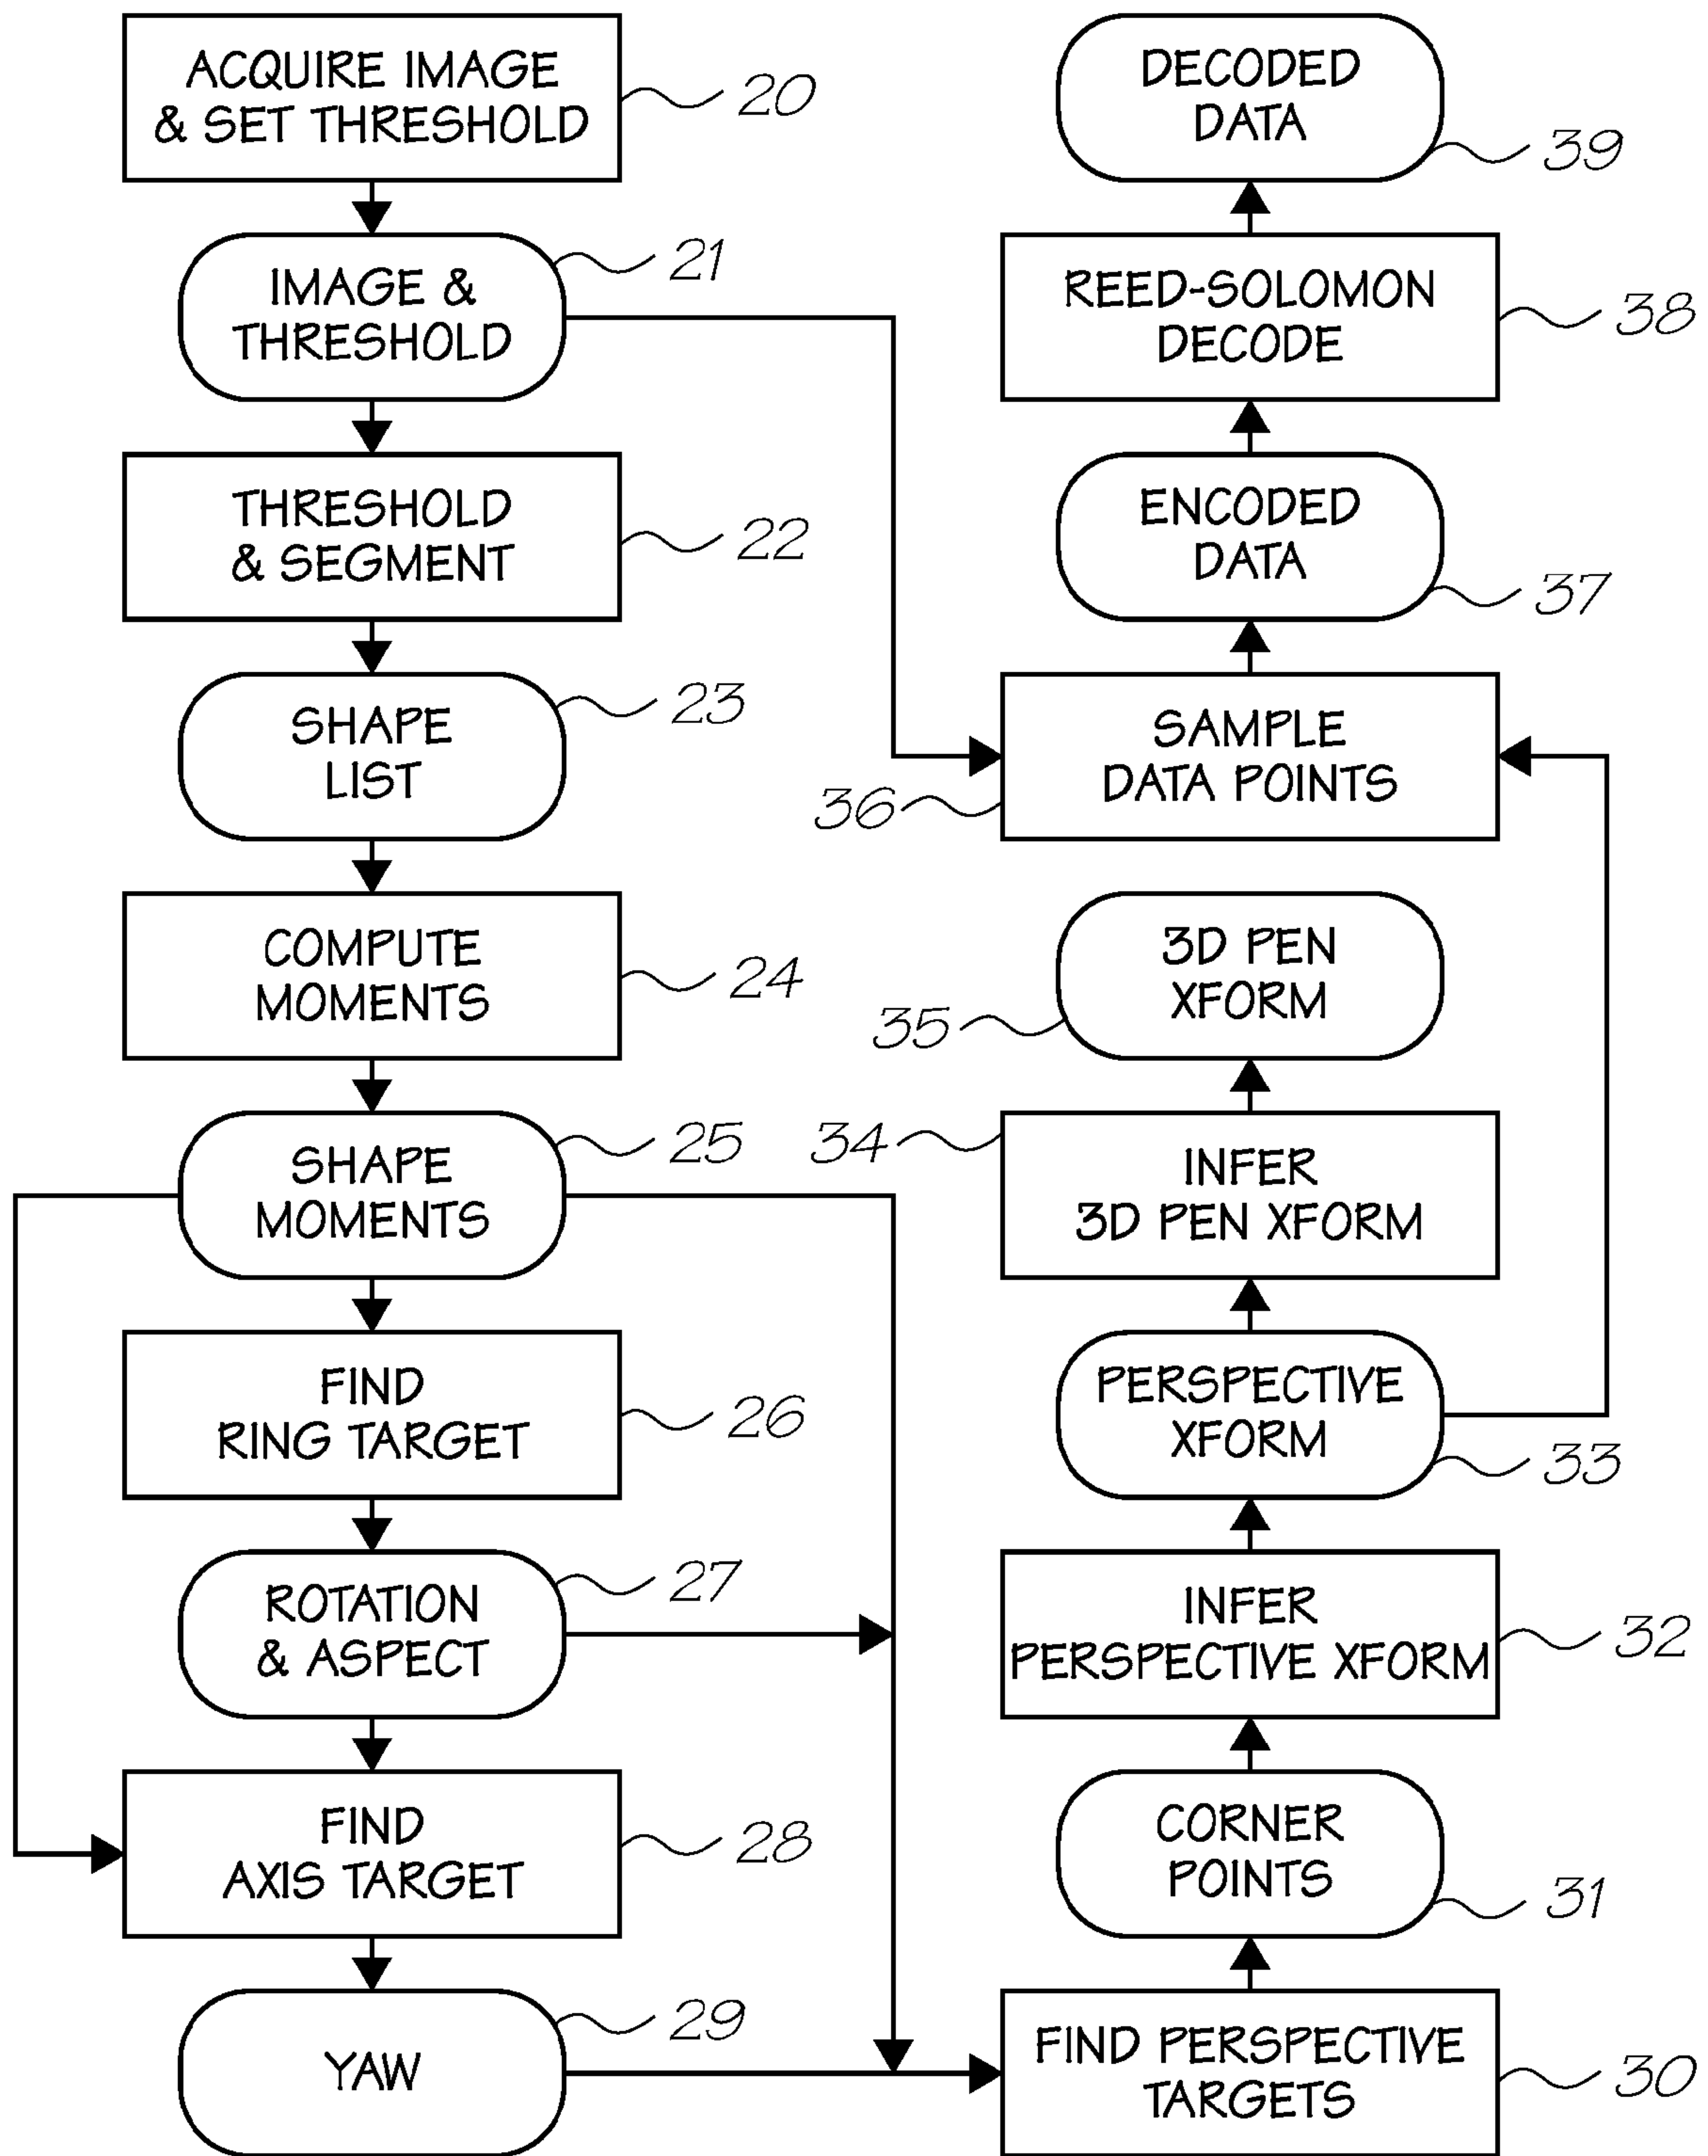 ACQUIRE IMAGE
& SET THRESHOLD
20
IMAGE &
THRESHOLD
21
THRESHOLD
& SEGMENT
22
SHAPE
LIST
23
COMPUTE
MOMENTS
24
SHAPE
MOMENTS
25
FIND
RING TARGET
26
ROTATION
& ASPECT
27
FIND
AXIS TARGET
28
YAW
29
DECODED
DATA
39
REED-SOLOMON
DECODE
38
ENCODED
DATA
37
SAMPLE
DATA POINTS
36
3D PEN
XFORM
35
INFER
3D PEN XFORM
34
PERSPECTIVE
XFORM
33
INFER
PERSPECTIVE XFORM
32
CORNER
POINTS
31
FIND PERSPECTIVE
TARGETS
30